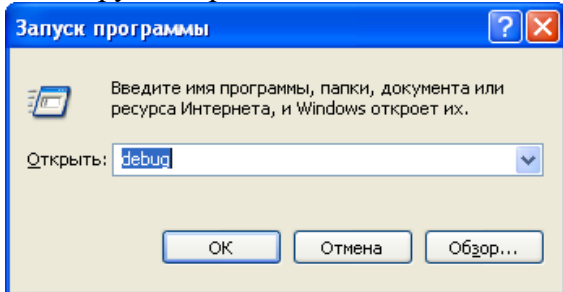 Запуск программы
Введите имя программы, папки, документа или
ресурса Интернета, и Windows откроет их.
Открыть: debug
ОК Отмена Обзор...